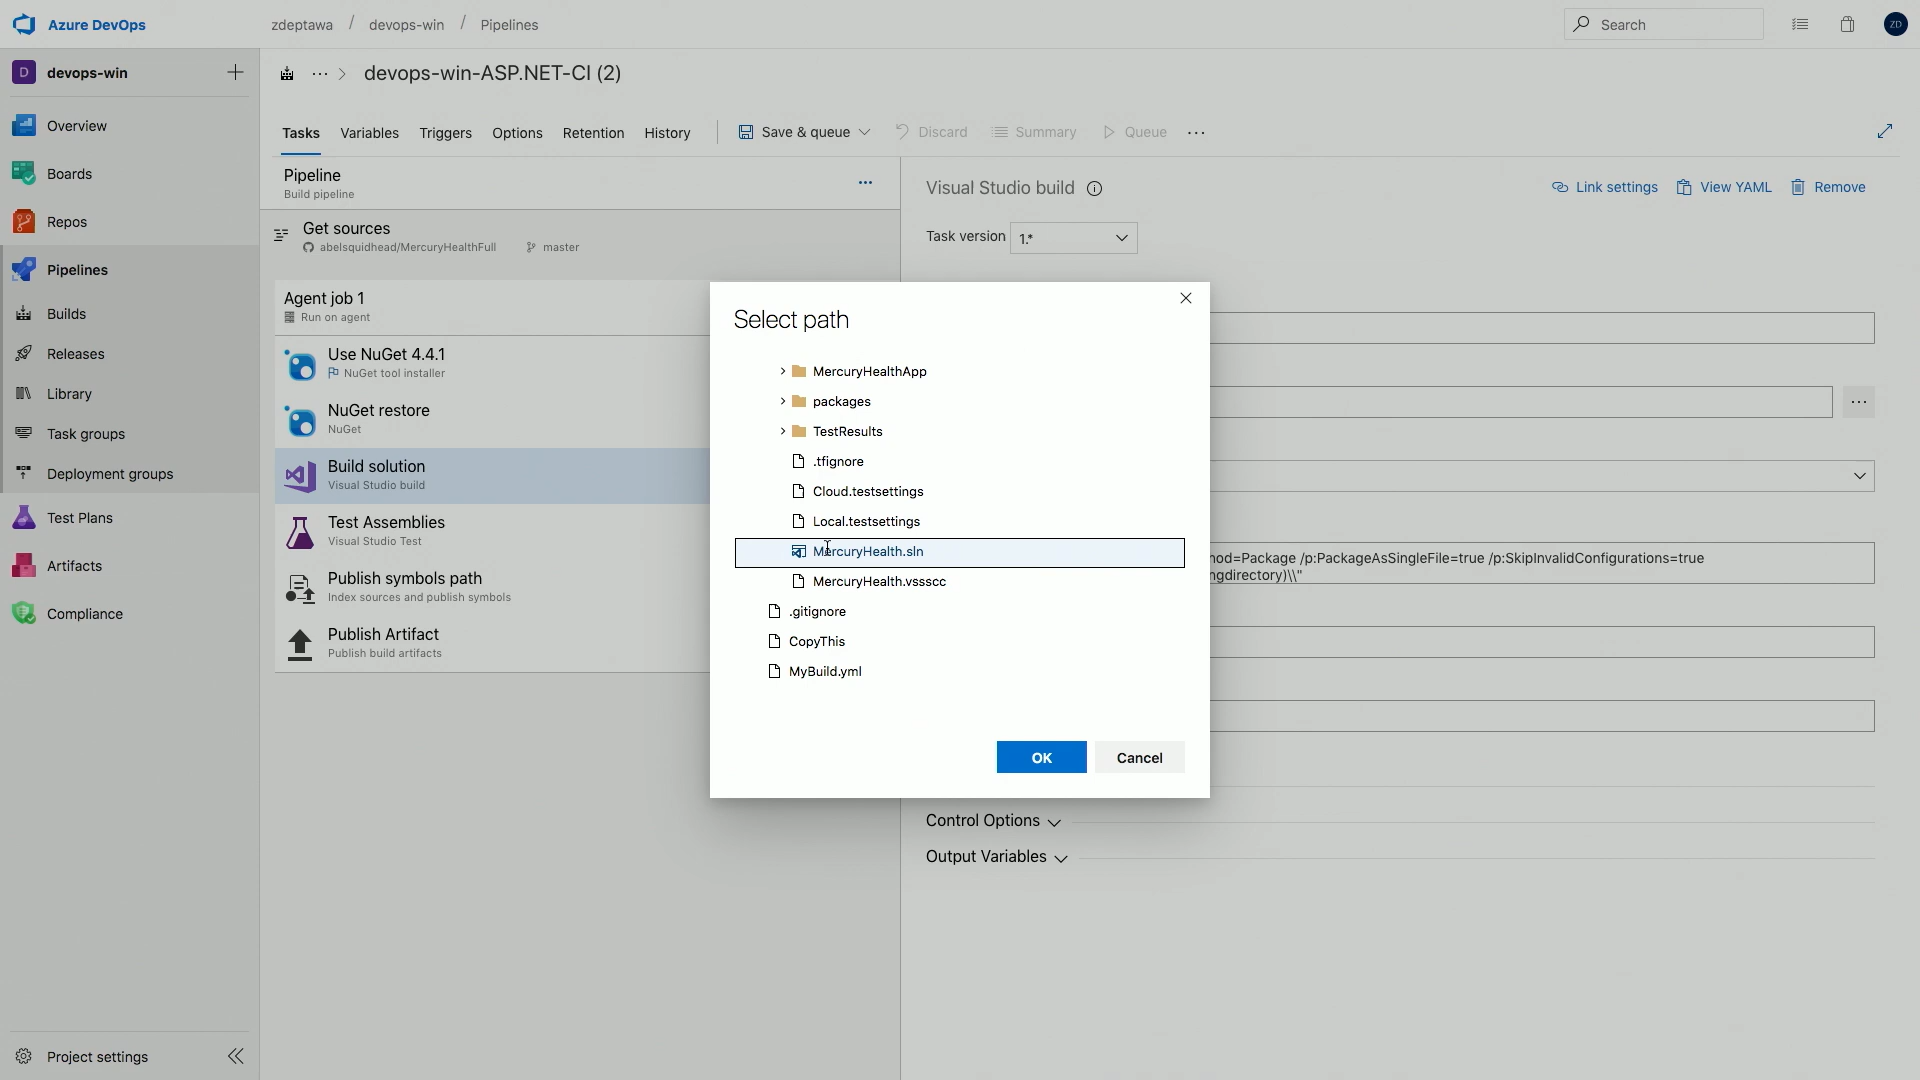 Azure DevOps
zdeptawa / devops-win / Pipelines
Search
ZD
D devops-win
Overview
Boards
Repos
Pipelines
Builds
Releases
Library
Task groups
Deployment groups
Test Plans
Artifacts
Compliance
Project settings
... > devops-win-ASP.NET-CI (2)
Tasks Variables Triggers Options Retention History
Save & queue Discard Summary Queue ...
Pipeline
Build pipeline
...
Get sources
abelsquidhead/MercuryHealthFull master
Agent job 1
Run on agent
Use NuGet 4.4.1
NuGet tool installer
NuGet restore
NuGet
Build solution
Visual Studio build
Test Assemblies
Visual Studio Test
Publish symbols path
Index sources and publish symbols
Publish Artifact
Publish build artifacts
Visual Studio build
Link settings View YAML Remove
Task version 1.*
...
hod=Package /p:PackageAsSingleFile=true /p:SkipInvalidConfigurations=true
ngdirectory)\\"
Control Options
Output Variables
Select path
MercuryHealthApp
packages
TestResults
.tfignore
Cloud.testsettings
Local.testsettings
MercuryHealth.sln
MercuryHealth.vssscc
.gitignore
CopyThis
MyBuild.yml
OK Cancel